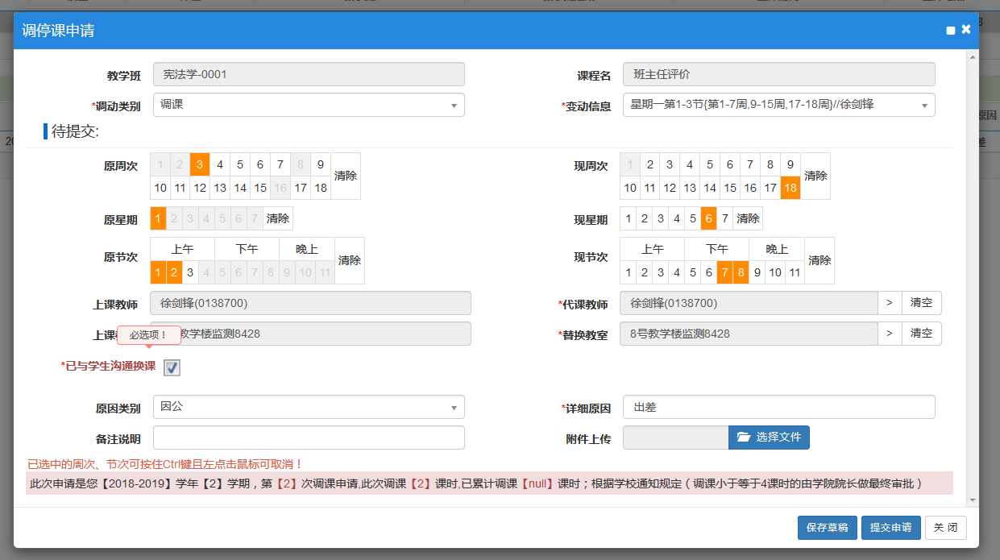 调停课申请
教学班 宪法学-0001 课程名 班主任评价
*调动类别 调课 *变动信息 星期一第1-3节{第1-7周,9-15周,17-18周}//徐剑锋
待提交:
原周次 1 2 3 4 5 6 7 8 9 清除 现周次 1 2 3 4 5 6 7 8 9 清除
10 11 12 13 14 15 16 17 18 10 11 12 13 14 15 16 17 18
原星期 1 2 3 4 5 6 7 清除 现星期 1 2 3 4 5 6 7 清除
原节次 上午 下午 晚上 清除 现节次 上午 下午 晚上 清除
1 2 3 4 5 6 7 8 9 10 11 1 2 3 4 5 6 7 8 9 10 11
上课教师 徐剑锋(0138700) *代课教师 徐剑锋(0138700) > 清空
上课 必选项！ 教学楼监测8428 *替换教室 8号教学楼监测8428 > 清空
*已与学生沟通换课
原因类别 因公 *详细原因 出差
备注说明 附件上传 选择文件
已选中的周次、节次可按住Ctrl键且左点击鼠标可取消！
此次申请是您【2018-2019】学年【2】学期，第【2】次调课申请,此次调课【2】课时,已累计调课【null】课时；根据学校通知规定（调课小于等于4课时的由学院院长做最终审批）
保存草稿 提交申请 关 闭